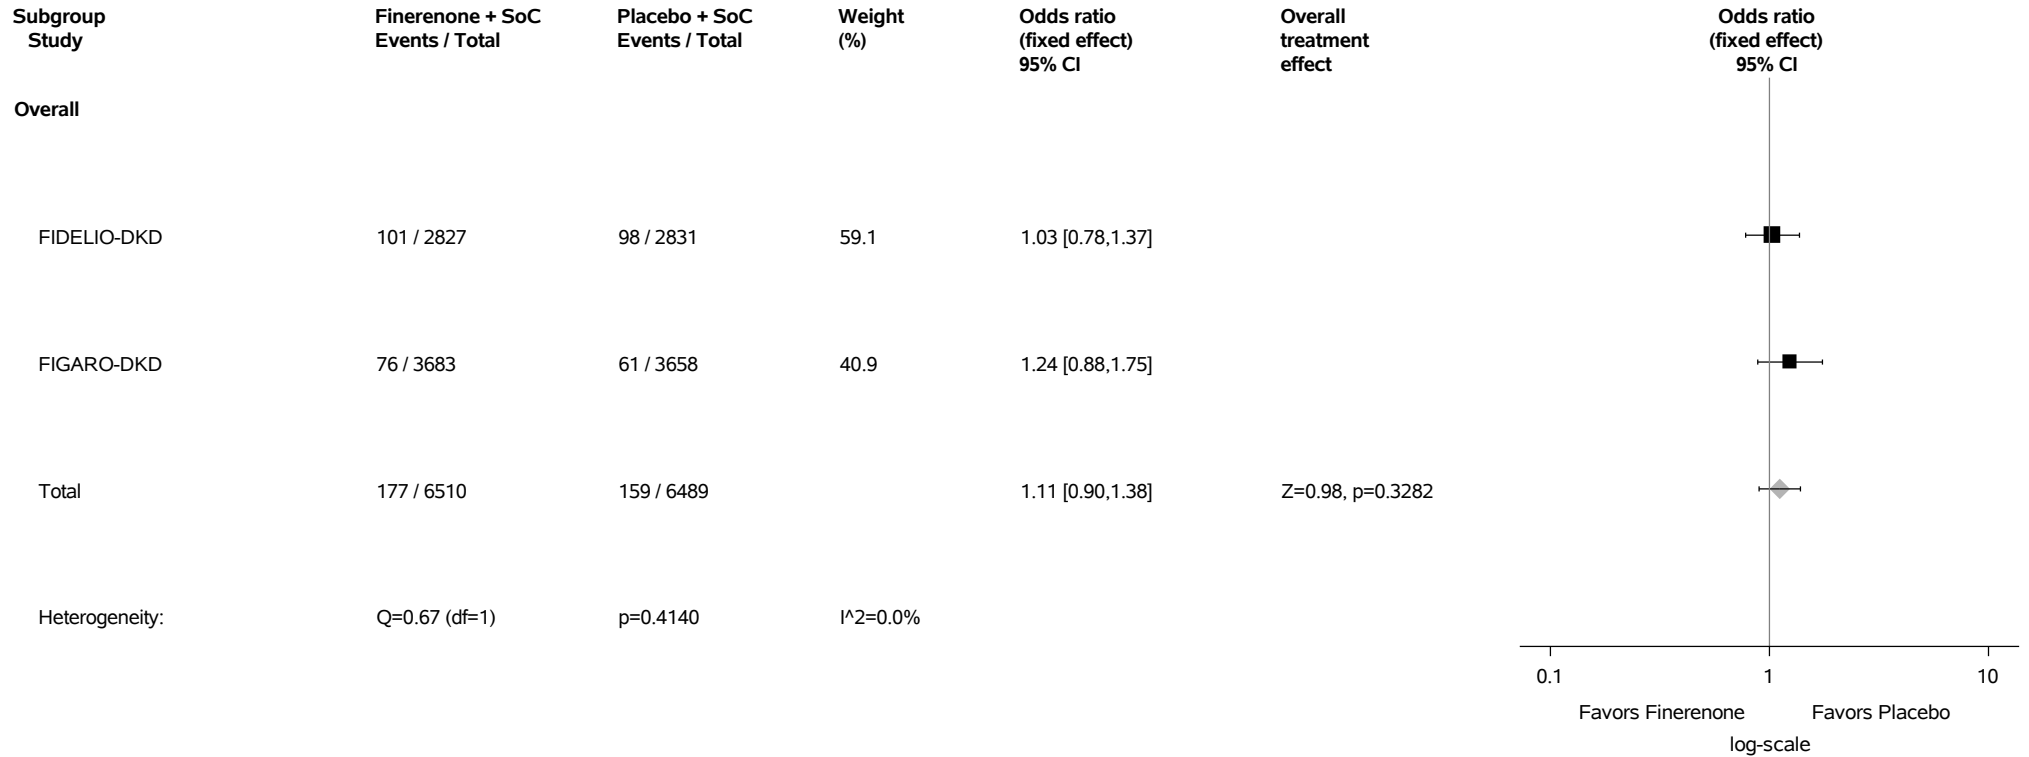 Subgroup Finerenone + SoC Placebo + SoC Weight Odds ratio Overall Odds ratio
Study Events / Total Events / Total (%) (fixed effect) treatment (fixed effect)
95% CI effect 95% CI
Overall
FIDELIO-DKD 101 / 2827 98 / 2831 59.1 1.03 [0.78,1.37]
FIGARO-DKD 76 / 3683 61 / 3658 40.9 1.24 [0.88,1.75]
Total 177 / 6510 159 / 6489 1.11 [0.90,1.38] Z=0.98, p=0.3282
Heterogeneity: Q=0.67 (df=1) p=0.4140 I^2=0.0%
0.1 1 10
Favors Finerenone Favors Placebo
log-scale